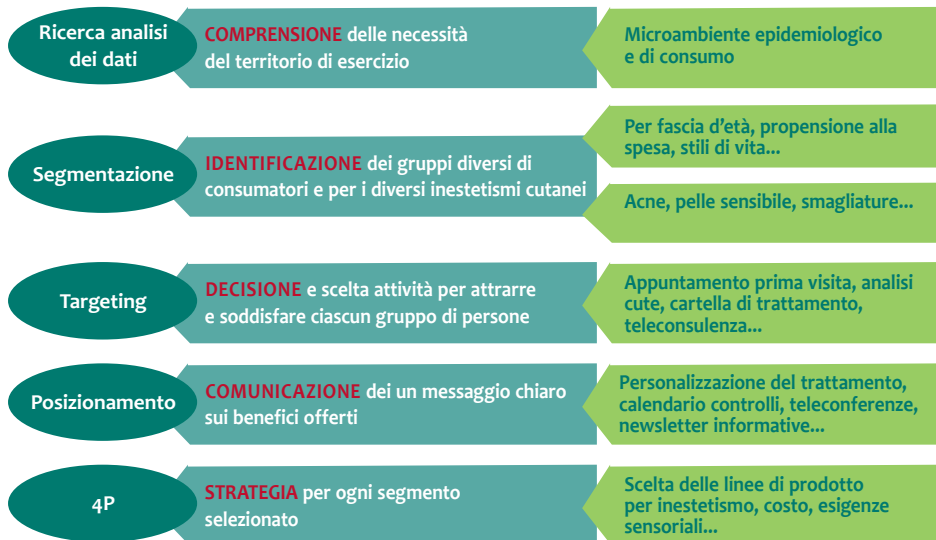 Ricerca analisi
dei dati
COMPRENSIONE delle necessità
del territorio di esercizio
Microambiente epidemiologico
e di consumo
Segmentazione
IDENTIFICAZIONE dei gruppi diversi di
consumatori e per i diversi inestetismi cutanei
Per fascia d'età, propensione alla
spesa, stili di vita...
Acne, pelle sensibile, smagliature...
Targeting
DECISIONE e scelta attività per attrarre
e soddisfare ciascun gruppo di persone
Appuntamento prima visita, analisi
cute, cartella di trattamento,
teleconsulenza...
Posizionamento
COMUNICAZIONE dei un messaggio chiaro
sui benefici offerti
Personalizzazione del trattamento,
calendario controlli, teleconferenze,
newsletter informative...
4P
STRATEGIA per ogni segmento
selezionato
Scelta delle linee di prodotto
per inestetismo, costo, esigenze
sensoriali...